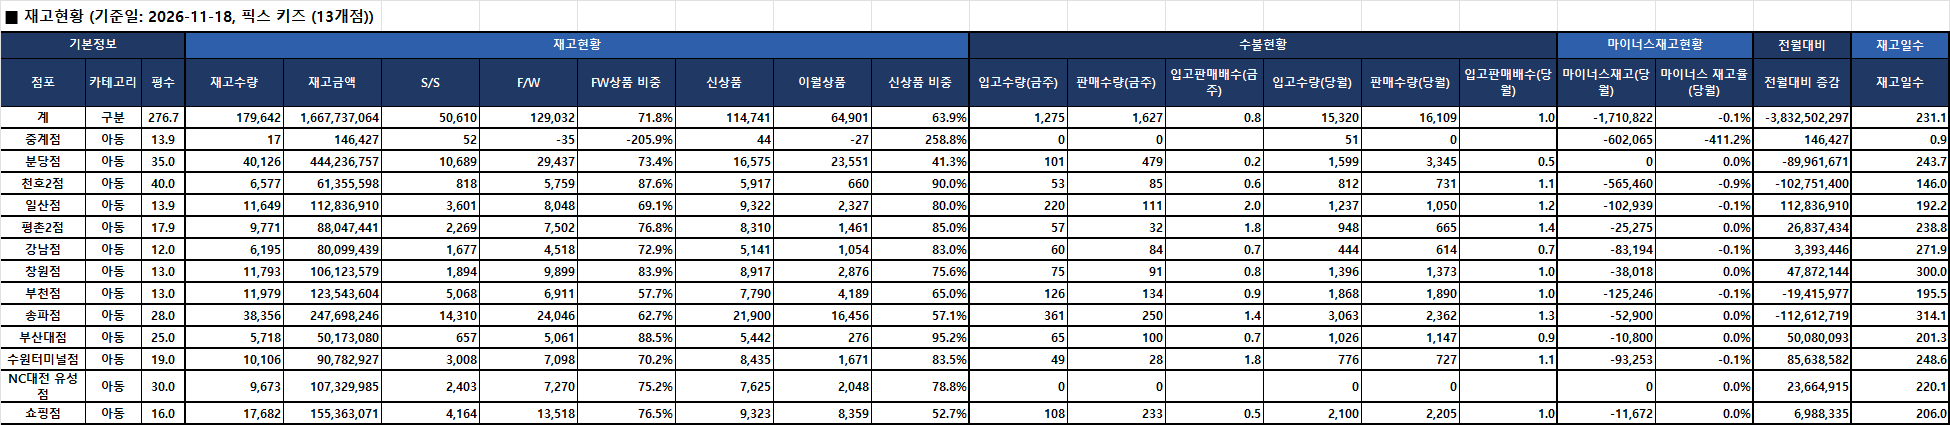 ■ 재고현황 (기준일: 2026-11-18, 픽스 키즈 (13개점))
기본정보 재고현황 수불현황 마이너스재고현황 전월대비 재고일수
점포 카테고리 평수 재고수량 재고금액 S/S F/W FW상품 비중 신상품 이월상품 신상품 비중 입고수량(금주) 판매수량(금주) 입고판매배수(금주) 입고수량(당월) 판매수량(당월) 입고판매배수(당월) 마이너스재고(당월) 마이너스 재고율(당월) 전월대비 증감 재고일수
계 구분 276.7 179,642 1,667,737,064 50,610 129,032 71.8% 114,741 64,901 63.9% 1,275 1,627 0.8 15,320 16,109 1.0 -1,710,822 -0.1% -3,832,502,297 231.1
중계점 아동 13.9 17 146,427 52 -35 -205.9% 44 -27 258.8% 0 0 51 0 -602,065 -411.2% 146,427 0.9
분당점 아동 35.0 40,126 444,236,757 10,689 29,437 73.4% 16,575 23,551 41.3% 101 479 0.2 1,599 3,345 0.5 0 0.0% -89,961,671 243.7
천호2점 아동 40.0 6,577 61,355,598 818 5,759 87.6% 5,917 660 90.0% 53 85 0.6 812 731 1.1 -565,460 -0.9% -102,751,400 146.0
일산점 아동 13.9 11,649 112,836,910 3,601 8,048 69.1% 9,322 2,327 80.0% 220 111 2.0 1,237 1,050 1.2 -102,939 -0.1% 112,836,910 192.2
평촌2점 아동 17.9 9,771 88,047,441 2,269 7,502 76.8% 8,310 1,461 85.0% 57 32 1.8 948 665 1.4 -25,275 0.0% 26,837,434 238.8
강남점 아동 12.0 6,195 80,099,439 1,677 4,518 72.9% 5,141 1,054 83.0% 60 84 0.7 444 614 0.7 -83,194 -0.1% 3,393,446 271.9
창원점 아동 13.0 11,793 106,123,579 1,894 9,899 83.9% 8,917 2,876 75.6% 75 91 0.8 1,396 1,373 1.0 -38,018 0.0% 47,872,144 300.0
부천점 아동 13.0 11,979 123,543,604 5,068 6,911 57.7% 7,790 4,189 65.0% 126 134 0.9 1,868 1,890 1.0 -125,246 -0.1% -19,415,977 195.5
송파점 아동 28.0 38,356 247,698,246 14,310 24,046 62.7% 21,900 16,456 57.1% 361 250 1.4 3,063 2,362 1.3 -52,900 0.0% -112,612,719 314.1
부산대점 아동 25.0 5,718 50,173,080 657 5,061 88.5% 5,442 276 95.2% 65 100 0.7 1,026 1,147 0.9 -10,800 0.0% 50,080,093 201.3
수원터미널점 아동 19.0 10,106 90,782,927 3,008 7,098 70.2% 8,435 1,671 83.5% 49 28 1.8 776 727 1.1 -93,253 -0.1% 85,638,582 248.6
NC대전 유성점 아동 30.0 9,673 107,329,985 2,403 7,270 75.2% 7,625 2,048 78.8% 0 0 0 0 0 0.0% 23,664,915 220.1
쇼핑점 아동 16.0 17,682 155,363,071 4,164 13,518 76.5% 9,323 8,359 52.7% 108 233 0.5 2,100 2,205 1.0 -11,672 0.0% 6,988,335 206.0